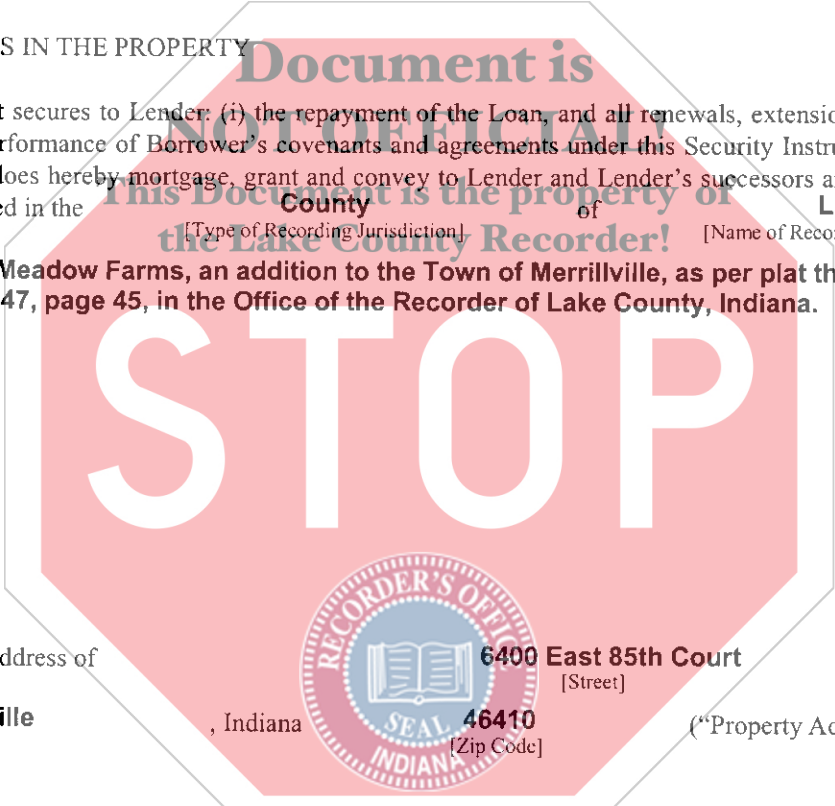 S IN THE PROPERTY
Document is
t secures to Lender: (i) the repayment of the Loan, and all renewals, extensio
NOT OFFICIAL!
rformance of Borrower's covenants and agreements under this Security Instru
loes hereby mortgage, grant and convey to Lender and Lender's successors a
This Document is the property of
ed in the County of L
[Type of Recording Jurisdiction] [Name of Recor
the Lake County Recorder!
Meadow Farms, an addition to the Town of Merrillville, as per plat th
47, page 45, in the Office of the Recorder of Lake County, Indiana.
STOP
RECORDER'S OFFICE
ddress of 6400 East 85th Court
[Street]
ille , Indiana 46410 ("Property Ad
[Zip Code]
SEAL
INDIANA